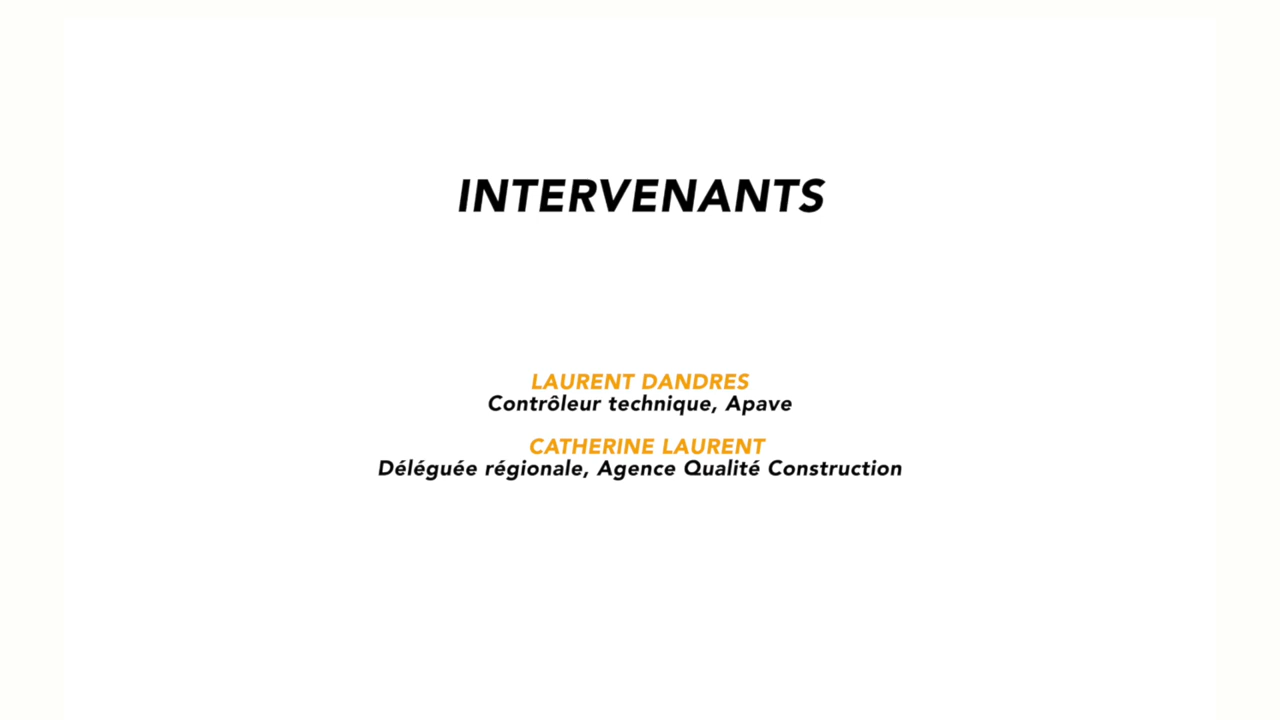 INTERVENANTS
LAURENT DANDRES
Contrôleur technique, Apave
CATHERINE LAURENT
Déléguée régionale, Agence Qualité Construction